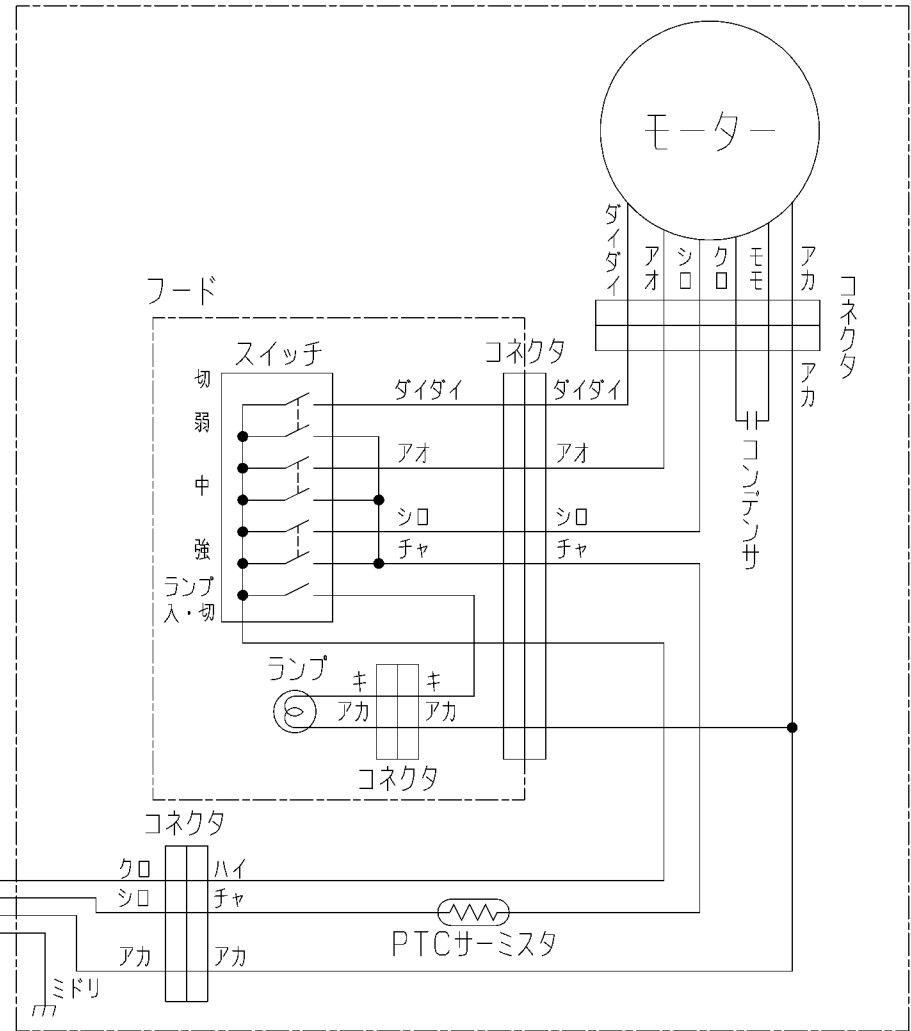 モーター
ダイダイ
アオ
シロ
クロ
モモ
アカ
コネクタ
アカ
フード
スイッチ
コネクタ
切
ダイダイ
ダイダイ
弱
アオ
アオ
コンデンサ
中
シロ
シロ
強
チャ
チャ
ランプ
入・切
ランプ
キ
キ
アカ
アカ
コネクタ
コネクタ
クロ
ハイ
シロ
チャ
PTCサーミスタ
アカ
アカ
ミドリ